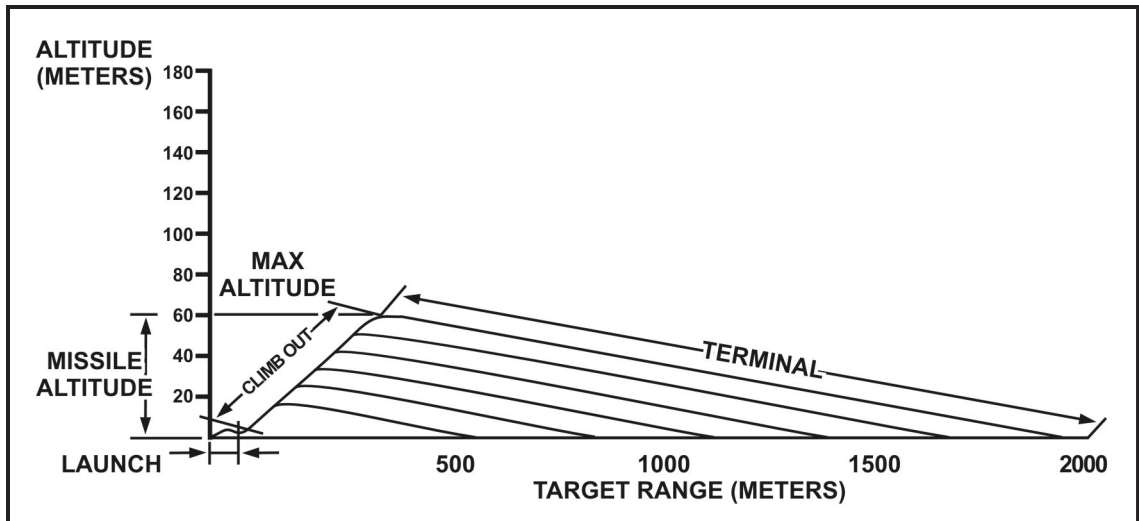 ALTITUDE
(METERS)
180
160
140
120
100
80
60
40
20
MAX
ALTITUDE
CLIMB OUT
TERMINAL
MISSILE
ALTITUDE
LAUNCH
500
1000
1500
2000
TARGET RANGE (METERS)